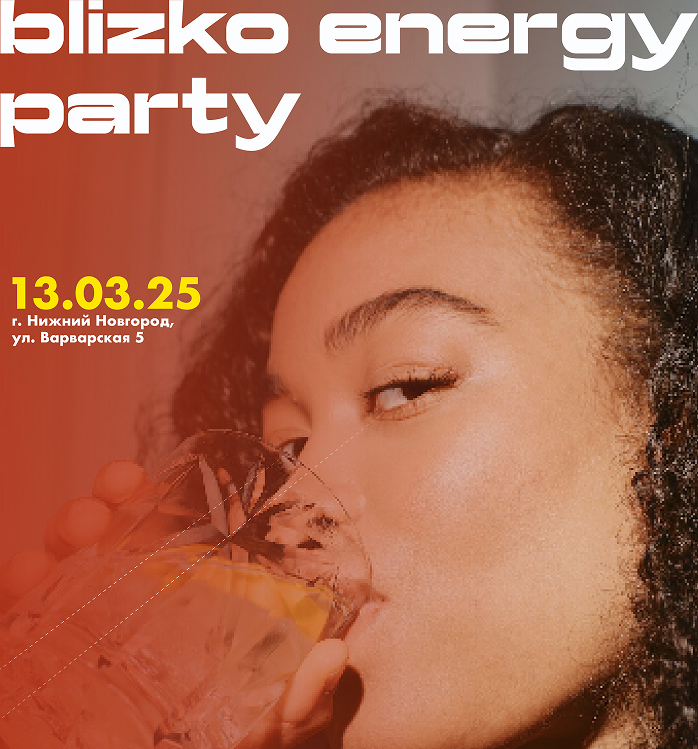 blizko energy
party
13.03.25
г. Нижний Новгород,
ул. Варварская 5